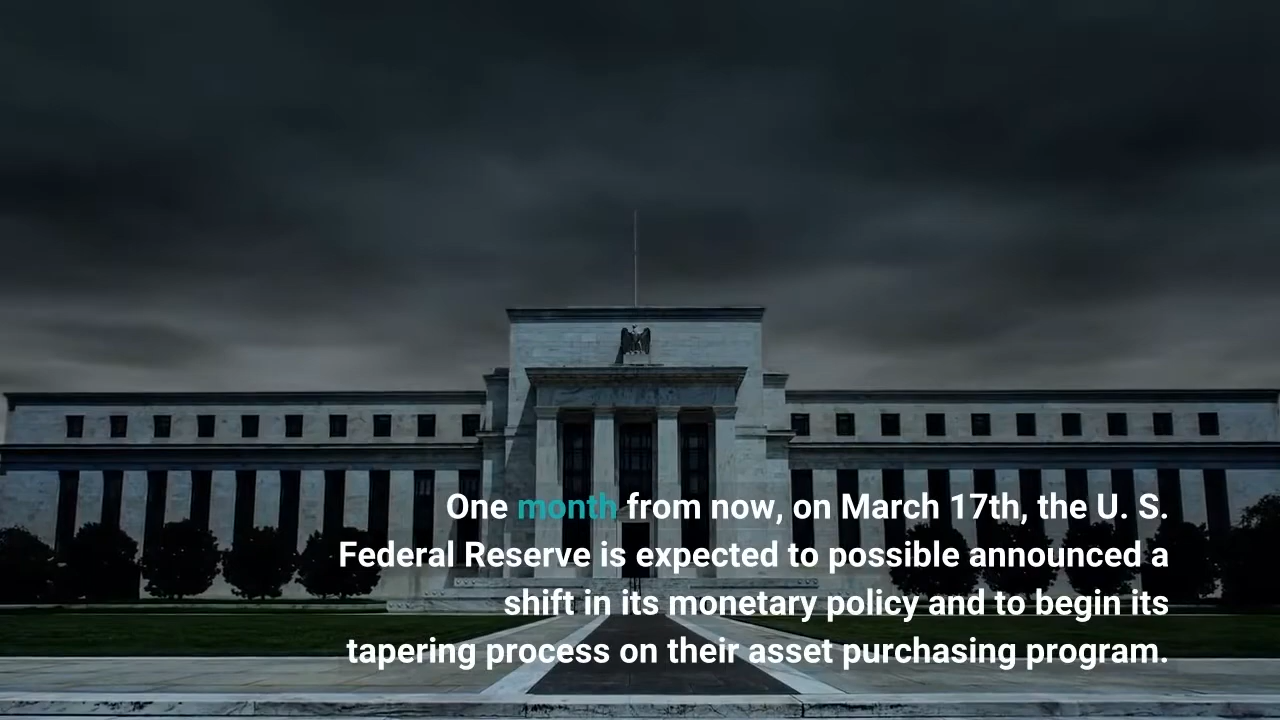 One month from now, on March 17th, the U. S.
Federal Reserve is expected to possible announced a
shift in its monetary policy and to begin its
tapering process on their asset purchasing program.